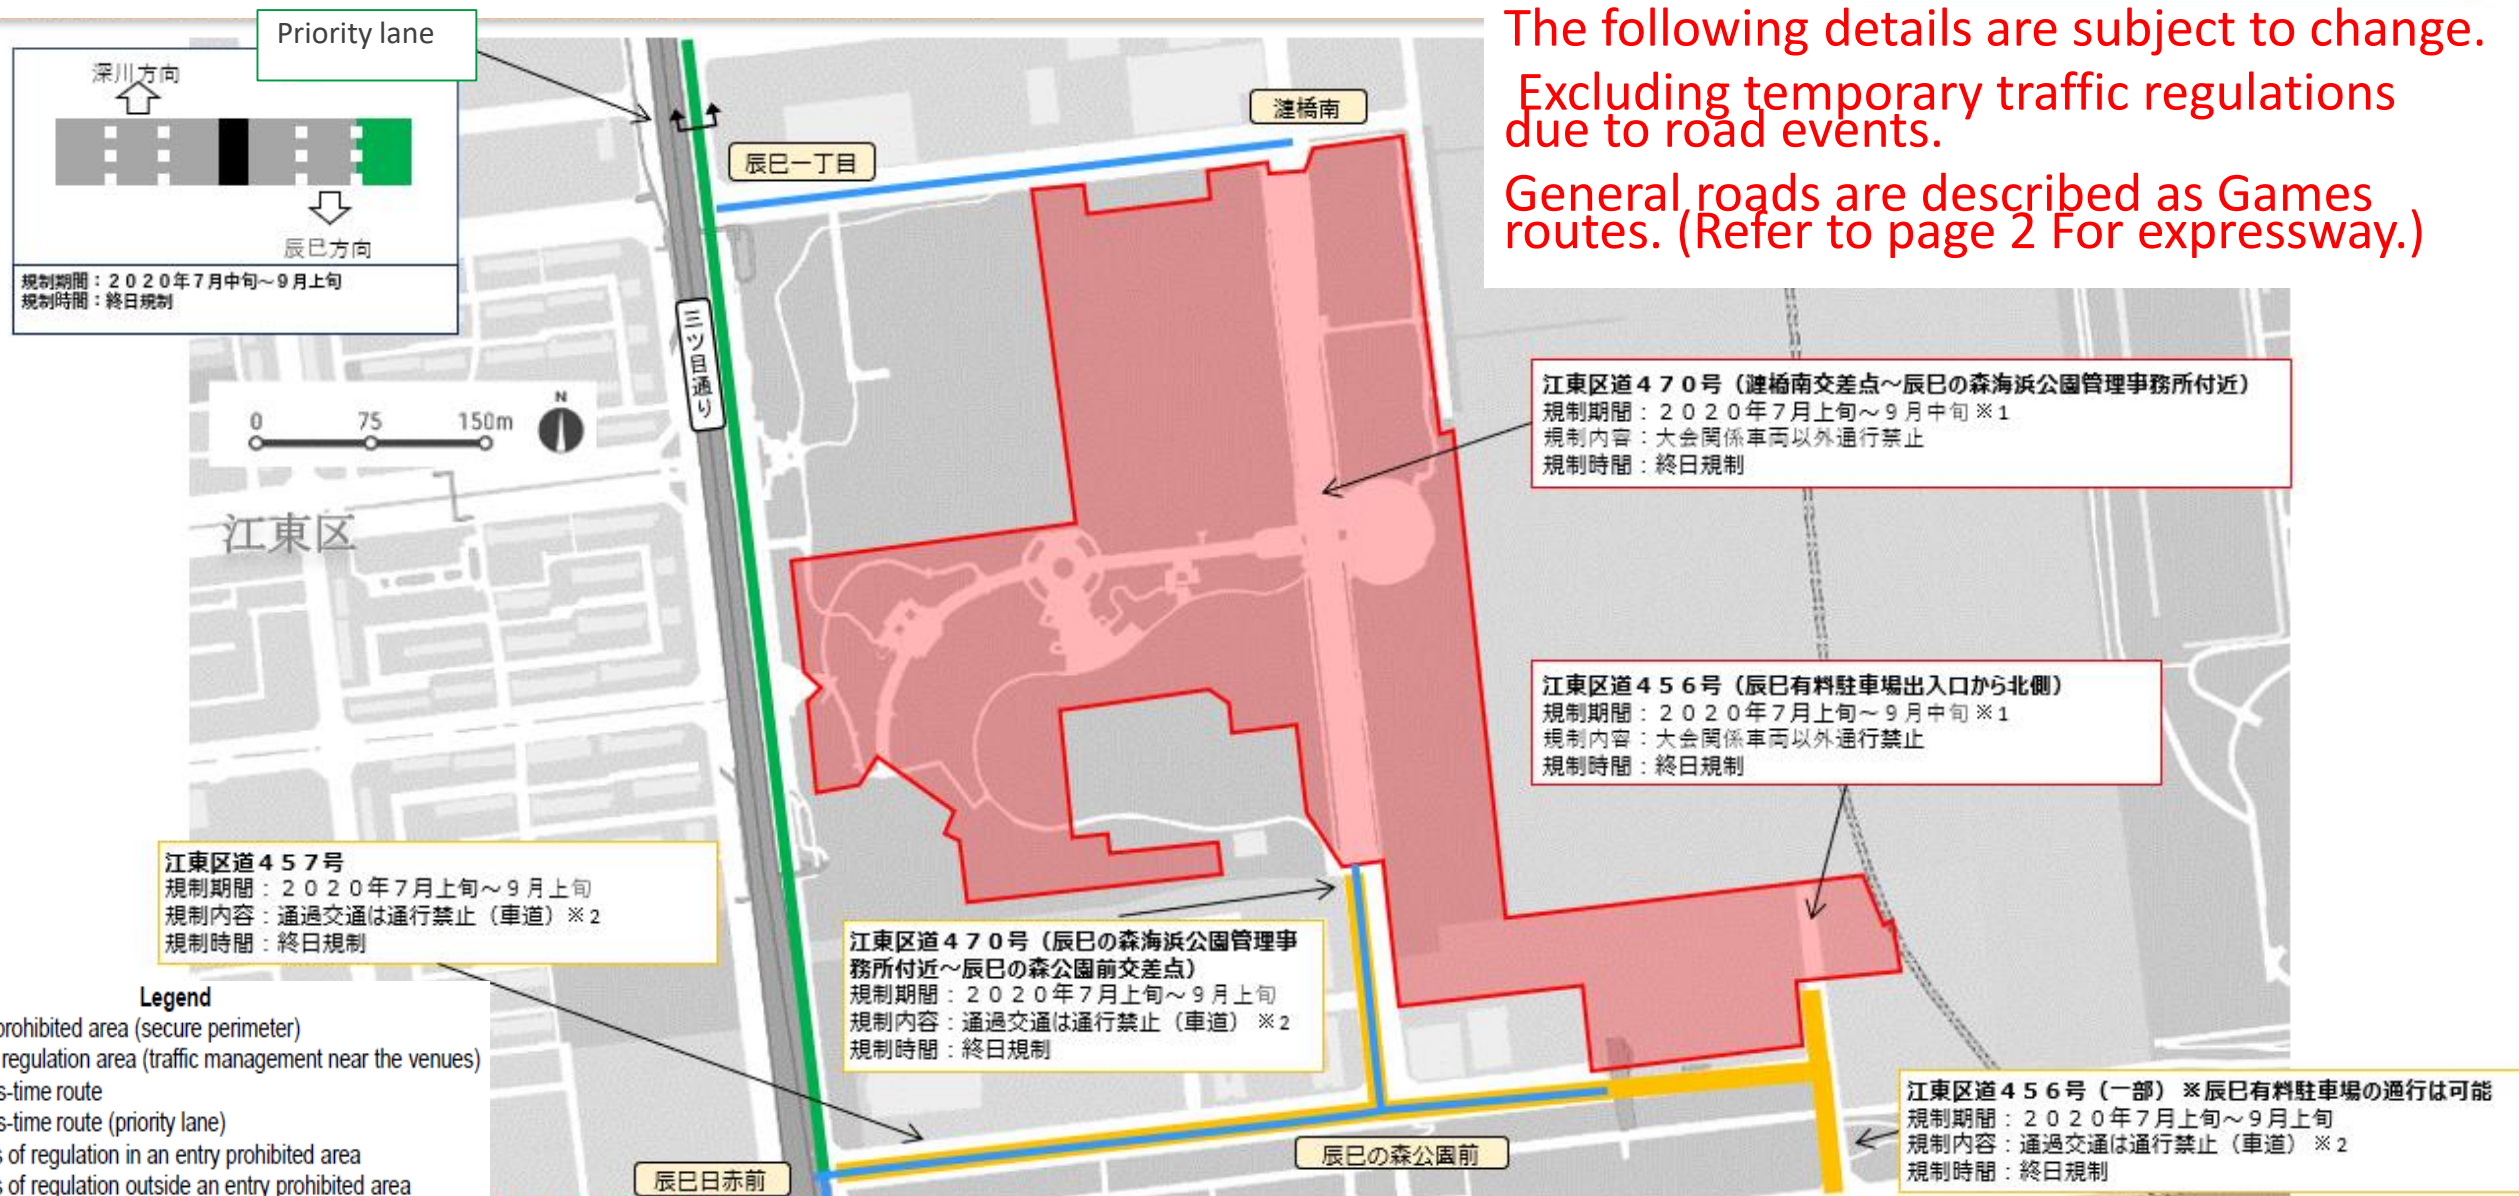 Priority lane
The following details are subject to change.
Excluding temporary traffic regulations
due to road events.
General roads are described as Games
routes. (Refer to page 2 For expressway.)
深川方向
辰巳方向
規制期間：２０２０年７月中旬～９月上旬
規制時間：終日規制
漣橋南
辰巳一丁目
三ツ目通り
0 75 150m
N
江東区
江東区道４７０号（漣橋南交差点～辰巳の森海浜公園管理事務所付近）
規制期間：２０２０年７月上旬～９月中旬※1
規制内容：大会関係車両以外通行禁止
規制時間：終日規制
江東区道４５６号（辰巳有料駐車場出入口から北側）
規制期間：２０２０年７月上旬～９月中旬※1
規制内容：大会関係車両以外通行禁止
規制時間：終日規制
江東区道４５７号
規制期間：２０２０年７月上旬～９月上旬
規制内容：通過交通は通行禁止（車道）※2
規制時間：終日規制
江東区道４７０号（辰巳の森海浜公園管理事
務所付近～辰巳の森公園前交差点）
規制期間：２０２０年７月上旬～９月上旬
規制内容：通過交通は通行禁止（車道） ※2
規制時間：終日規制
Legend
prohibited area (secure perimeter)
regulation area (traffic management near the venues)
s-time route
s-time route (priority lane)
s of regulation in an entry prohibited area
s of regulation outside an entry prohibited area
江東区道４５６号（一部）※辰巳有料駐車場の通行は可能
規制期間：２０２０年７月上旬～９月上旬
規制内容：通過交通は通行禁止（車道）※2
規制時間：終日規制
辰巳の森公園前
辰巳日赤前